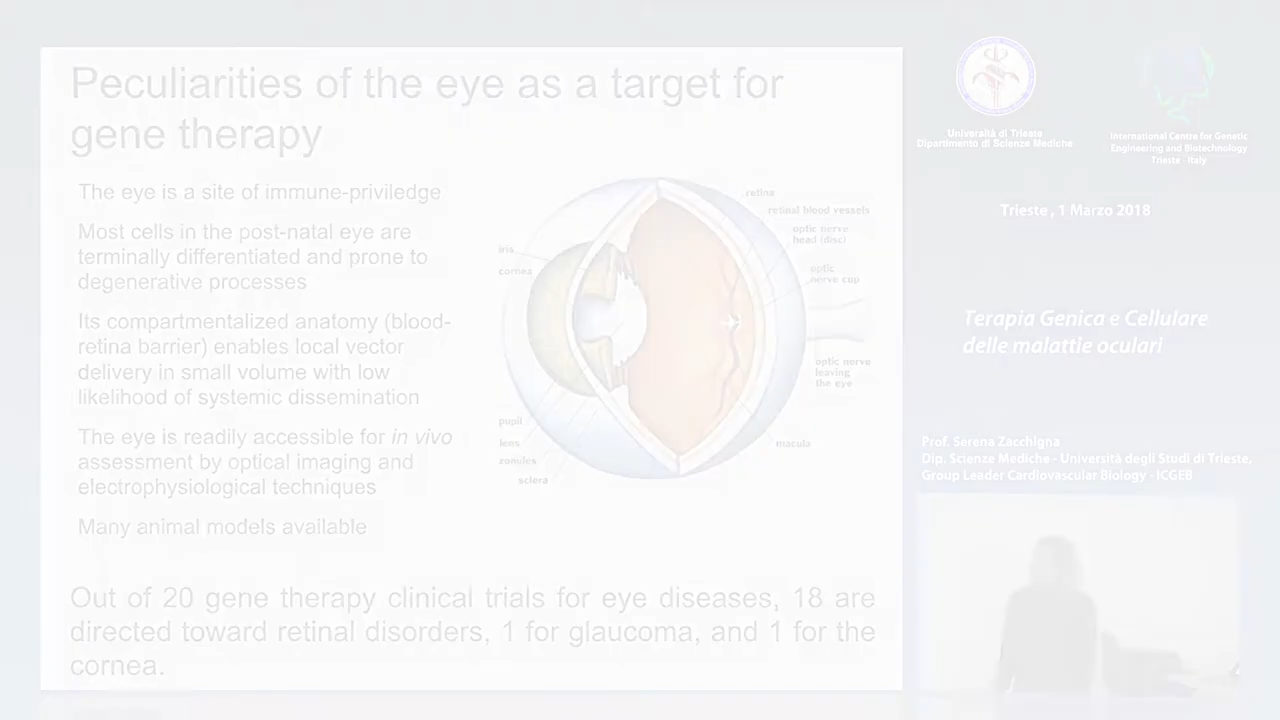 Peculiarities of the eye as a target for
gene therapy
The eye is a site of immune-priviledge
Most cells in the post-natal eye are
terminally differentiated and prone to
degenerative processes
Its compartmentalized anatomy (blood-
retina barrier) enables local vector
delivery in small volume with low
likelihood of systemic dissemination
The eye is readily accessible for in vivo
assessment by optical imaging and
electrophysiological techniques
Many animal models available
retina
retinal blood vessels
optic nerve
head (disc)
optic
nerve cup
iris
cornea
optic nerve
leaving
the eye
pupil
lens
zonules
sclera
macula
Out of 20 gene therapy clinical trials for eye diseases, 18 are
directed toward retinal disorders, 1 for glaucoma, and 1 for the
cornea.
Università di Trieste
Dipartimento di Scienze Mediche
International Centre for Genetic
Engineering and Biotechnology
Trieste Italy
Trieste , 1 Marzo 2018
Terapia Genica e Cellulare
delle malattie oculari
Prof. Serena Zacchigna
Dip. Scienze Mediche - Università degli Studi di Trieste,
Group Leader Cardiovascular Biology - ICGEB